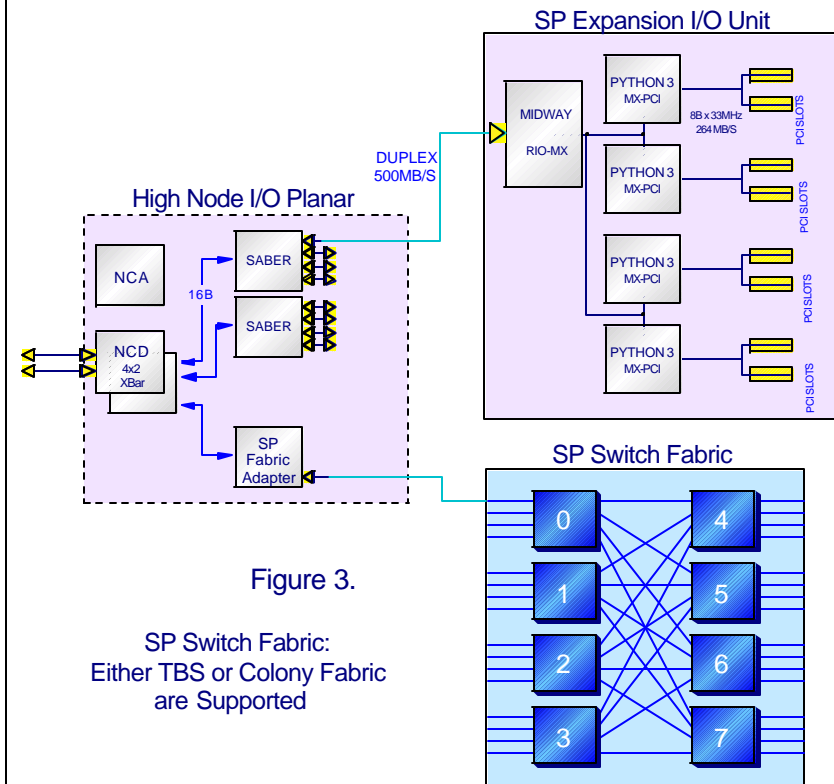 SP Expansion I/O Unit
MIDWAY
RIO-MX
PYTHON 3
MX-PCI
8B x 33MHz
264 MB/S
PCI SLOTS
PYTHON 3
MX-PCI
PCI SLOTS
PYTHON 3
MX-PCI
PCI SLOTS
PYTHON 3
MX-PCI
PCI SLOTS
DUPLEX
500MB/S
High Node I/O Planar
NCA
16B
SABER
SABER
NCD
4x2
XBar
SP
Fabric
Adapter
SP Switch Fabric
0
4
1
5
2
6
3
7
Figure 3.
SP Switch Fabric:
Either TBS or Colony Fabric
are Supported